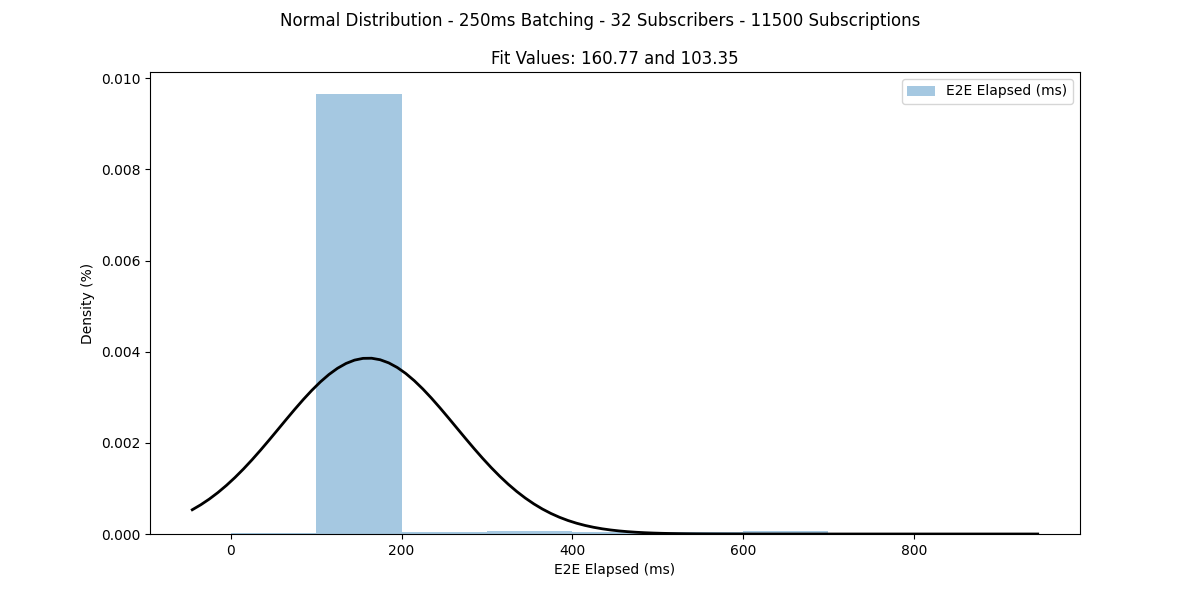 Normal Distribution - 250ms Batching - 32 Subscribers - 11500 Subscriptions
Fit Values: 160.77 and 103.35
E2E Elapsed (ms)
Density (%)
0.010
0.008
0.006
0.004
0.002
0.000
0 200 400 600 800
E2E Elapsed (ms)